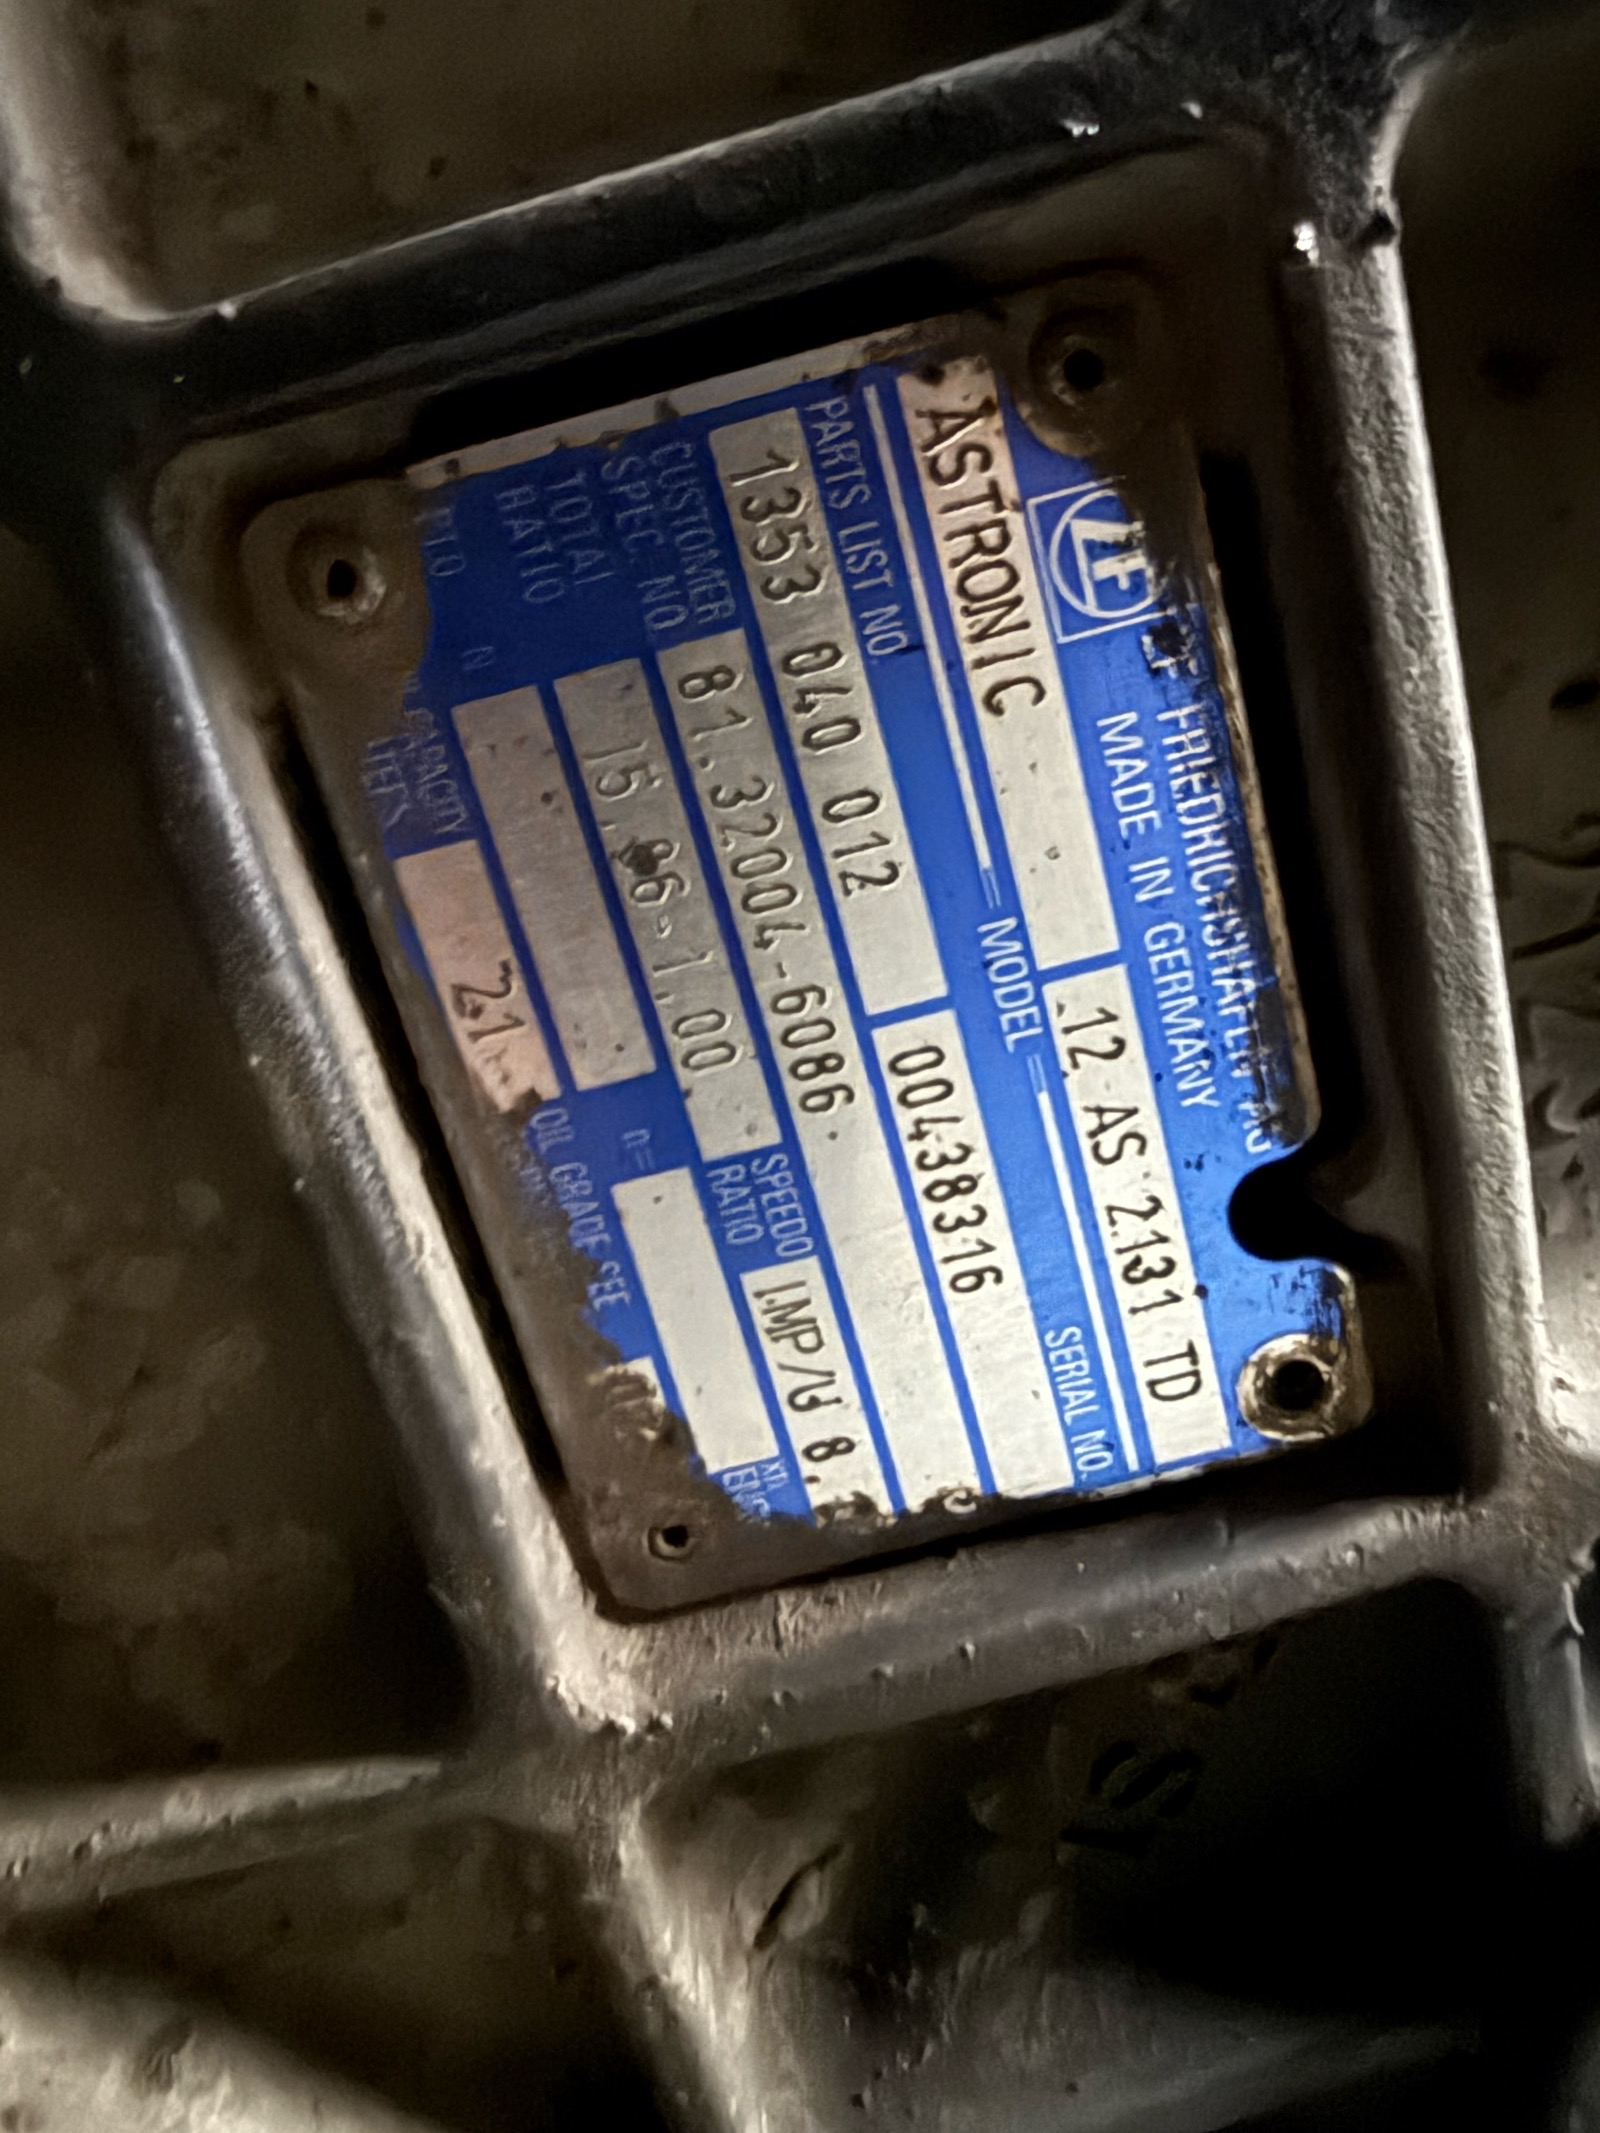 ZF FRIEDRICHSHAFEN AG
MADE IN GERMANY
ASTRONIC 12 AS 2131 TD
PARTS LIST NO. MODEL SERIAL NO.
1353 040 012 00438316
CUSTOMER
SPEC NO. 81.32004-6086
TOTAL
RATIO 15,86-1,00 SPEEDO
RATIO IMP/U 8.
PTO N n=
CAPACITY 21 OIL GRADE SEE